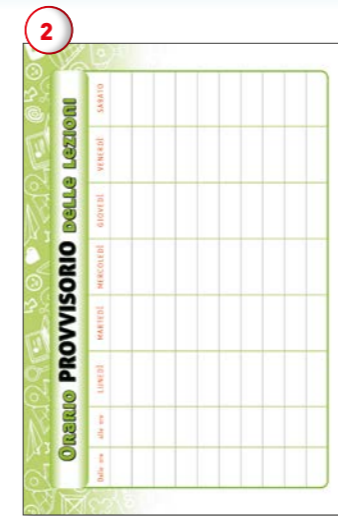 2
Orario PROVVISORIO delle Lezioni
Dalle ore alle ore LUNEDÌ MARTEDÌ MERCOLEDÌ GIOVEDÌ VENERDÌ SABATO